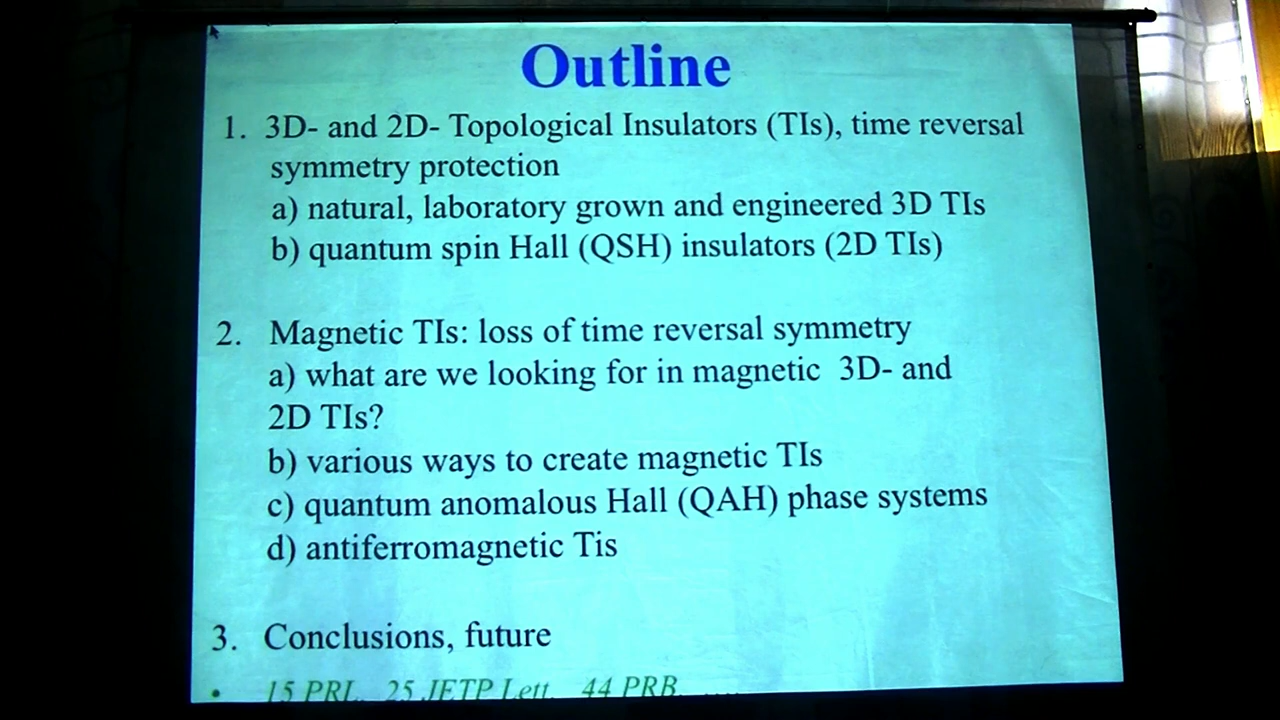 Outline
1. 3D- and 2D- Topological Insulators (TIs), time reversal
symmetry protection
a) natural, laboratory grown and engineered 3D TIs
b) quantum spin Hall (QSH) insulators (2D TIs)
2. Magnetic TIs: loss of time reversal symmetry
a) what are we looking for in magnetic 3D- and
2D TIs?
b) various ways to create magnetic TIs
c) quantum anomalous Hall (QAH) phase systems
d) antiferromagnetic Tis
3. Conclusions, future
• 15 PRL 25 JETP Lett 44 PRB ....